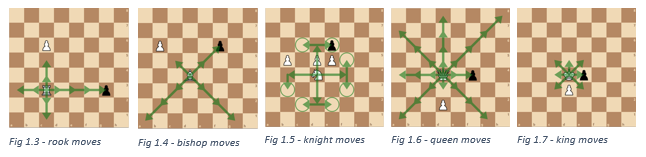 Fig 1.3 - rook moves
Fig 1.4 - bishop moves
Fig 1.5 - knight moves
Fig 1.6 - queen moves
Fig 1.7 - king moves